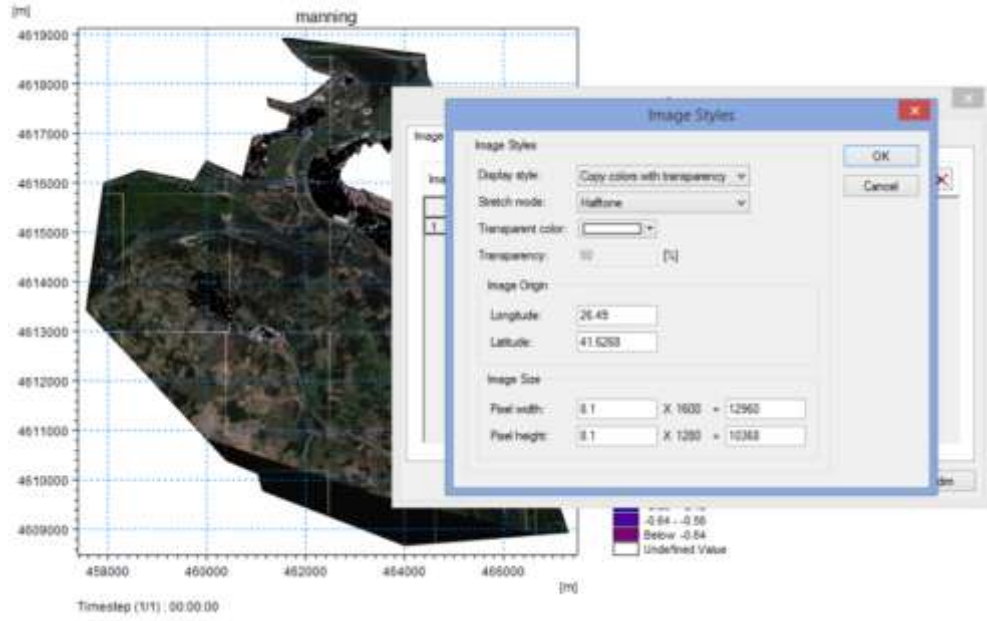 [m]
manning
4619000
4618000
4617000
4616000
4615000
4614000
4613000
4612000
4611000
4610000
4609000
458000 460000 462000 464000 466000
[m]
Timestep (1/1) : 00:00:00
Image
Image Styles
Image Styles
Display style: Copy colors with transparency
Stretch mode: Halftone
Transparent color:
Transparency: [%]
Image Origin
Longitude: 26.49
Latitude: 41.6268
Image Size
Pixel width: 8.1 X 1600 = 12960
Pixel height: 8.1 X 1280 = 10368
OK
Cancel
1
-0.64 - -0.56
Below -0.64
Undefined Value